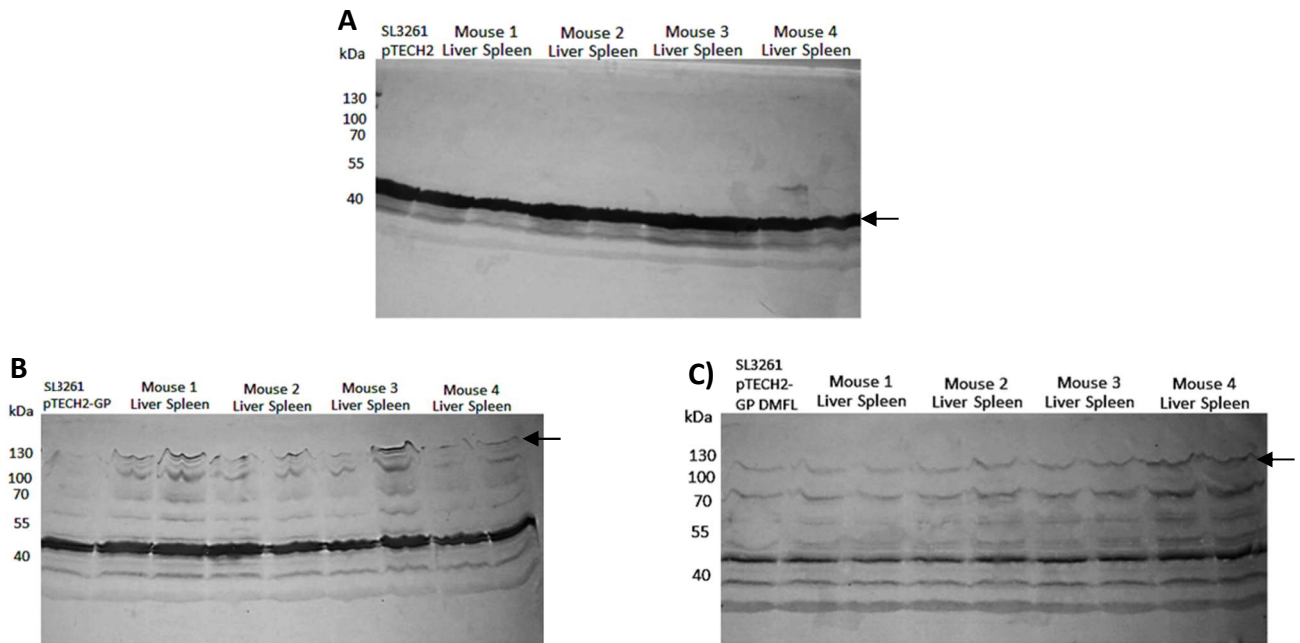 A
SL3261 Mouse 1 Mouse 2 Mouse 3 Mouse 4
kDa pTECH2 Liver Spleen Liver Spleen Liver Spleen Liver Spleen
130
100
70
55
40
B
SL3261 Mouse 1 Mouse 2 Mouse 3 Mouse 4
pTECH2-GP Liver Spleen Liver Spleen Liver Spleen Liver Spleen
kDa
130
100
70
55
40
C)
SL3261
pTECH2- Mouse 1 Mouse 2 Mouse 3 Mouse 4
GP DMFL Liver Spleen Liver Spleen Liver Spleen Liver Spleen
kDa
130
100
70
55
40